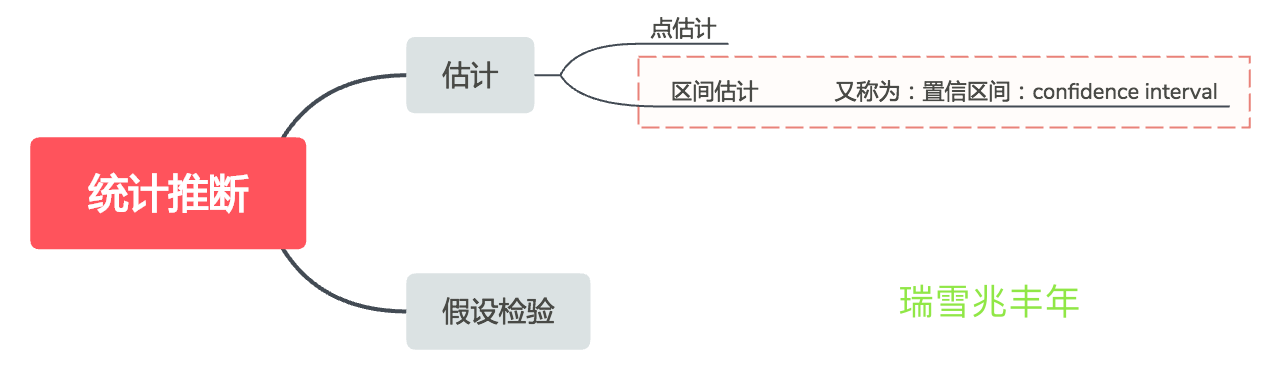 点估计
估计
区间估计 又称为：置信区间：confidence interval
统计推断
假设检验
瑞雪兆丰年